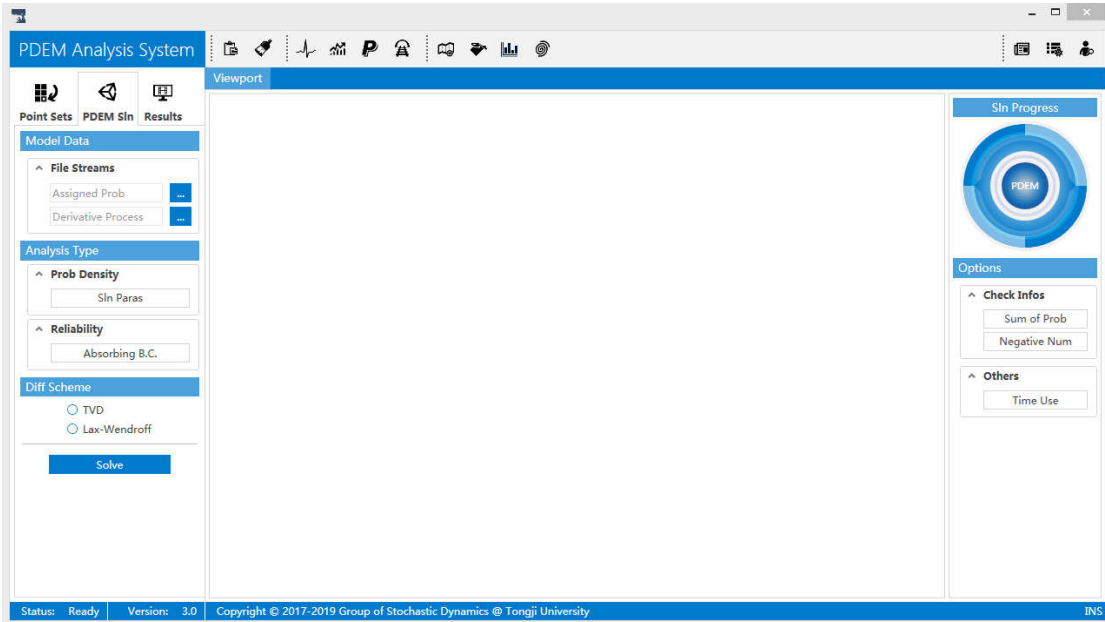 PDEM Analysis System
Point Sets PDEM Sln Results
Viewport
Model Data
File Streams
Assigned Prob ...
Derivative Process ...
Analysis Type
Prob Density
Sln Paras
Reliability
Absorbing B.C.
Diff Scheme
TVD
Lax-Wendroff
Solve
Sln Progress
PDEM
Options
Check Infos
Sum of Prob
Negative Num
Others
Time Use
Status: Ready Version: 3.0 Copyright © 2017-2019 Group of Stochastic Dynamics @ Tongji University INS